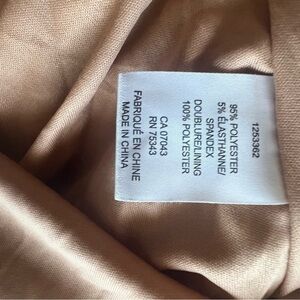 1253362
95% POLYESTER
5% ÉLASTHANNE/
SPANDEX
DOUBLURE/LINING
100% POLYESTER
CA 07043
RN 75343
FABRIQUÉ EN CHINE
MADE IN CHINA